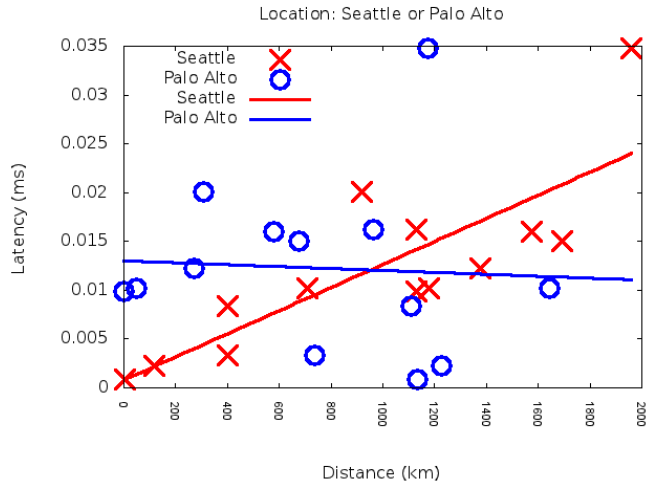 Location: Seattle or Palo Alto
0.035
0.03
0.025
0.02
0.015
0.01
0.005
0
Latency (ms)
Seattle
Palo Alto
Seattle
Palo Alto
0
200
400
600
800
1000
1200
1400
1600
1800
2000
Distance (km)